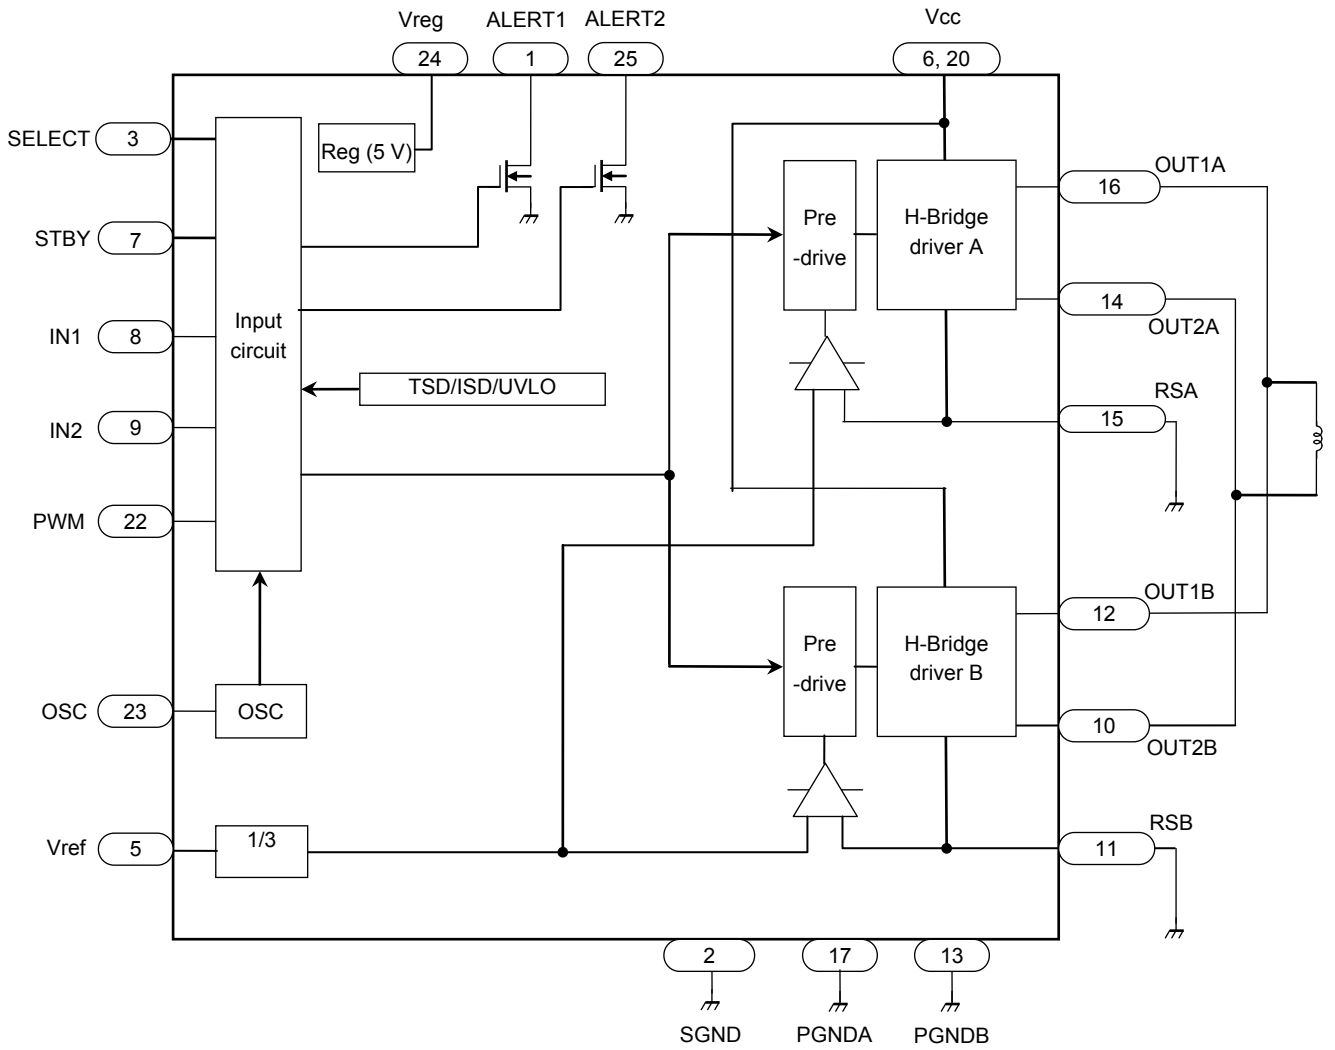 Vreg
ALERT1
ALERT2
Vcc
24
1
25
6, 20
SELECT
3
Reg (5 V)
STBY
7
IN1
8
Input
circuit
IN2
9
TSD/ISD/UVLO
PWM
22
OSC
23
OSC
Vref
5
1/3
Pre
-drive
H-Bridge
driver A
16
OUT1A
14
OUT2A
RSA
15
Pre
-drive
H-Bridge
driver B
OUT1B
12
10
OUT2B
RSB
11
2
17
13
SGND
PGNDA
PGNDB